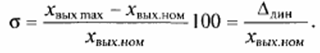 σ = (x_вых max − x_вых.ном / x_вых.ном) 100 = Δ_дин / x_вых.ном .